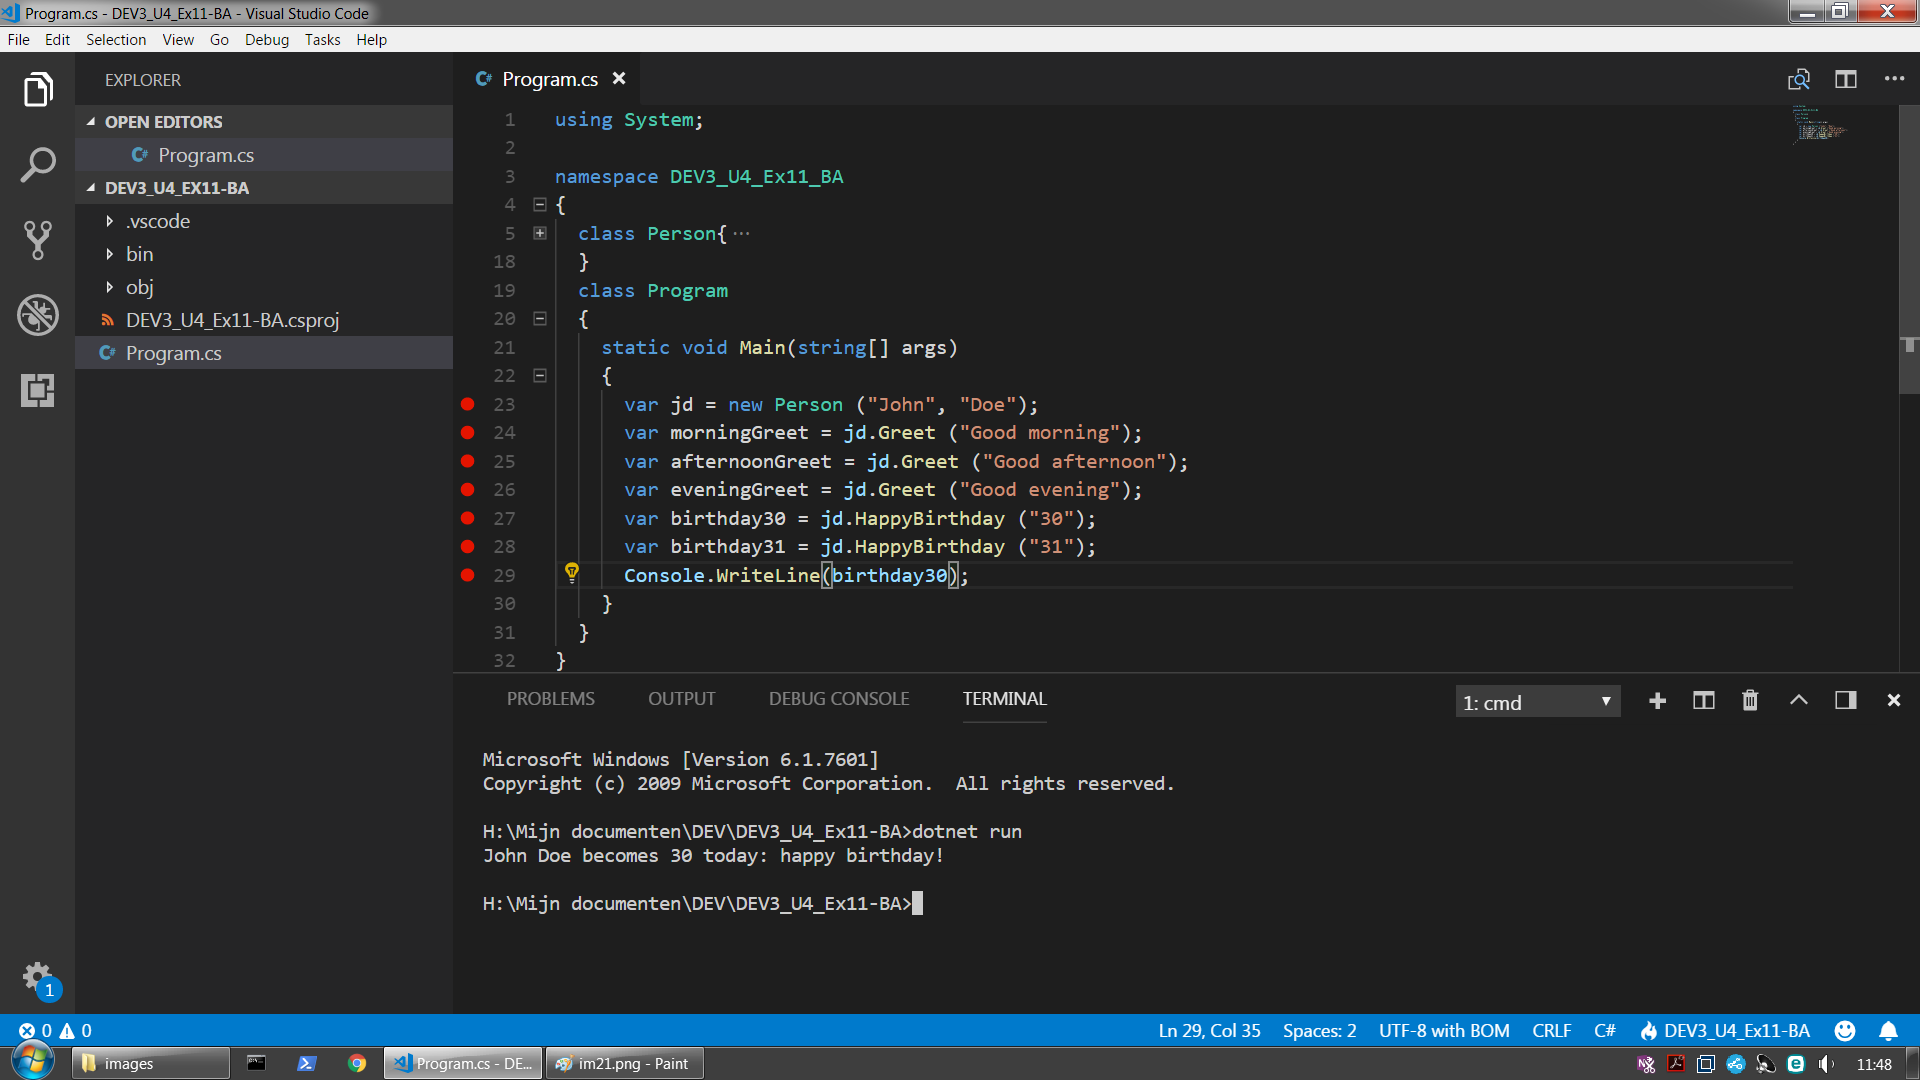 Program.cs - DEV3_U4_Ex11-BA - Visual Studio Code
File Edit Selection View Go Debug Tasks Help
EXPLORER
OPEN EDITORS
Program.cs
DEV3_U4_EX11-BA
.vscode
bin
obj
DEV3_U4_Ex11-BA.csproj
Program.cs
1
Program.cs
1 using System;
2
3 namespace DEV3_U4_Ex11_BA
4 {
5 class Person{ ...
18 }
19 class Program
20 {
21 static void Main(string[] args)
22 {
23 var jd = new Person ("John", "Doe");
24 var morningGreet = jd.Greet ("Good morning");
25 var afternoonGreet = jd.Greet ("Good afternoon");
26 var eveningGreet = jd.Greet ("Good evening");
27 var birthday30 = jd.HappyBirthday ("30");
28 var birthday31 = jd.HappyBirthday ("31");
29 Console.WriteLine(birthday30);
30 }
31 }
32 }
PROBLEMS OUTPUT DEBUG CONSOLE TERMINAL 1: cmd
Microsoft Windows [Version 6.1.7601]
Copyright (c) 2009 Microsoft Corporation.  All rights reserved.
H:\Mijn documenten\DEV\DEV3_U4_Ex11-BA>dotnet run
John Doe becomes 30 today: happy birthday!
H:\Mijn documenten\DEV\DEV3_U4_Ex11-BA>
0 0 Ln 29, Col 35 Spaces: 2 UTF-8 with BOM CRLF C# DEV3_U4_Ex11-BA
images Program.cs - DE... im21.png - Paint 11:48